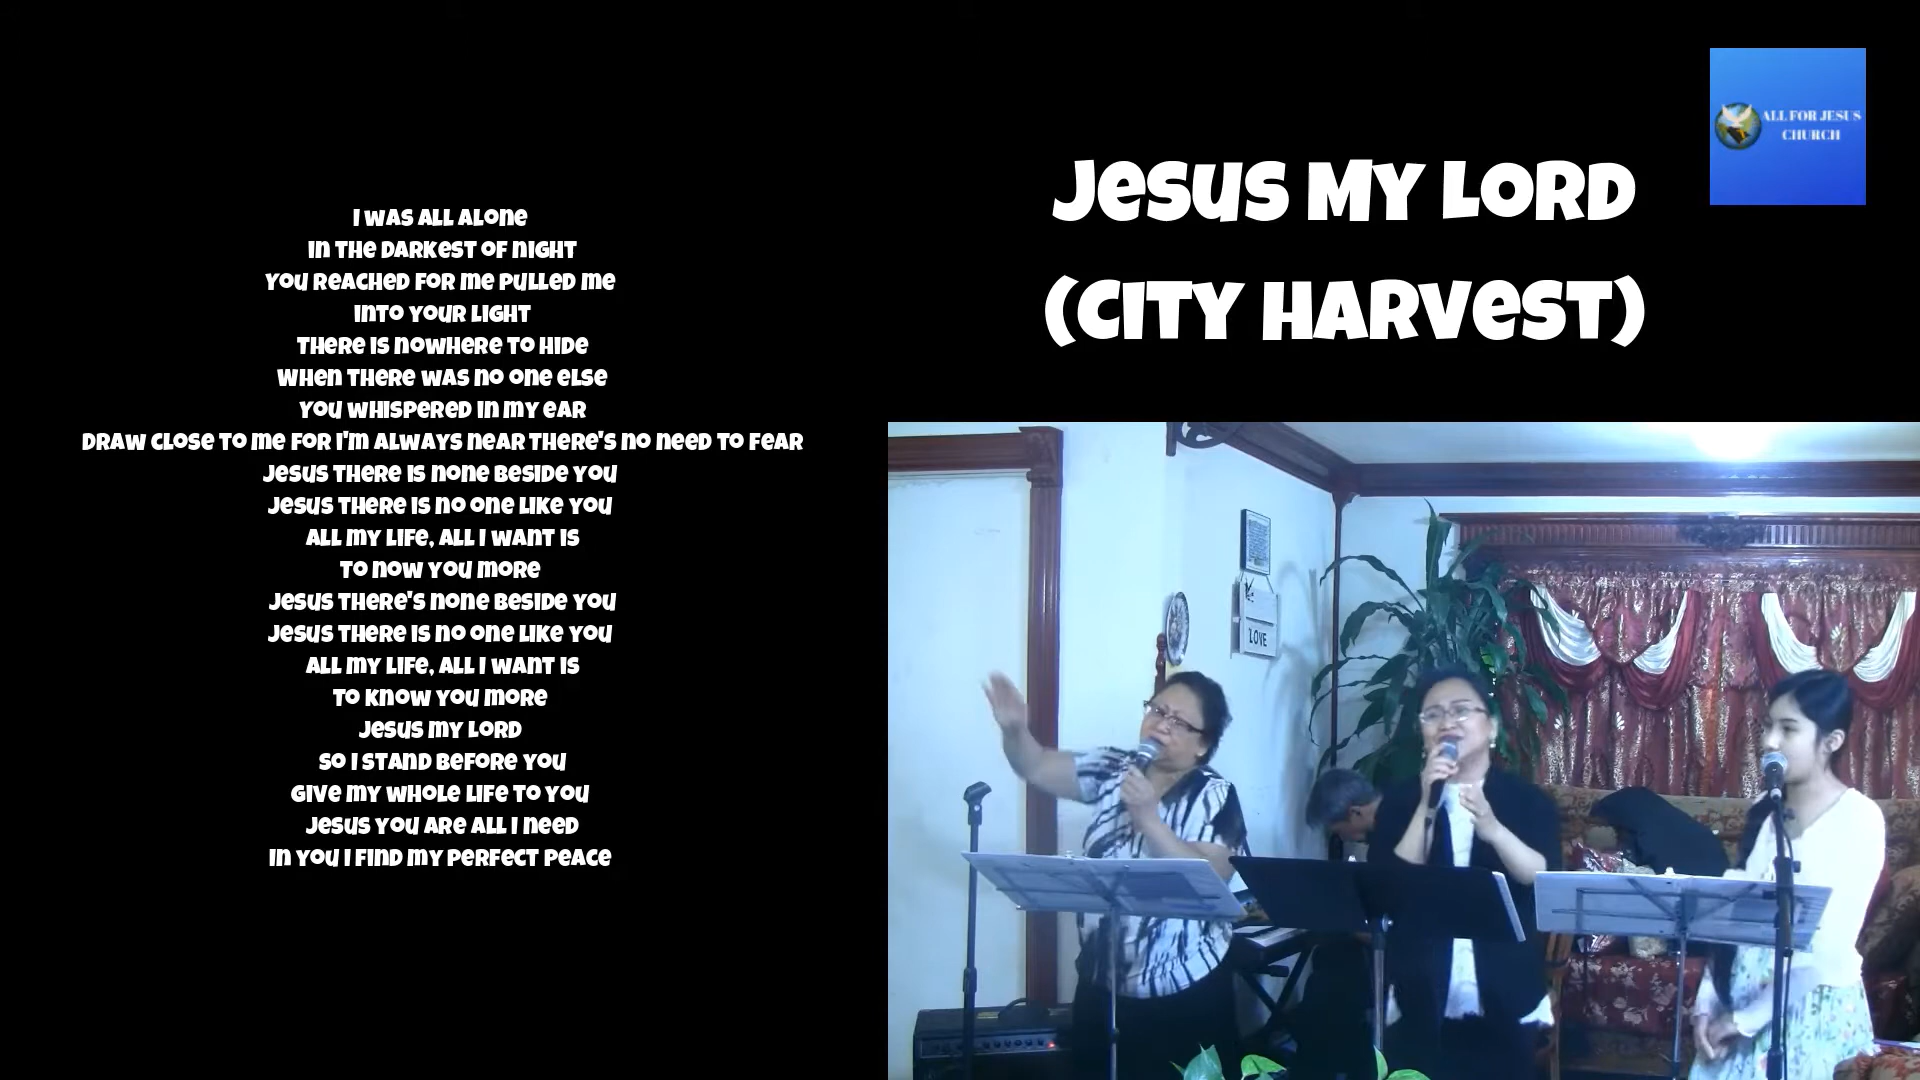 I was all alone
In the darkest of night
You reached for me pulled me
Into Your light
There is nowhere to hide
When there was no one else
You whispered in my ear
Draw close to me for I'm always near there's no need to fear
Jesus there is none beside You
Jesus there is no one like You
All my life, all I want is
To now You more
Jesus there's none beside You
Jesus there is no one like You
All my life, all I want is
To know You more
Jesus my Lord
So I stand before You
Give my whole life to You
Jesus You are all I need
In You I find my perfect peace
Jesus My Lord
(City Harvest)
ALL FOR JESUS
CHURCH
LOVE